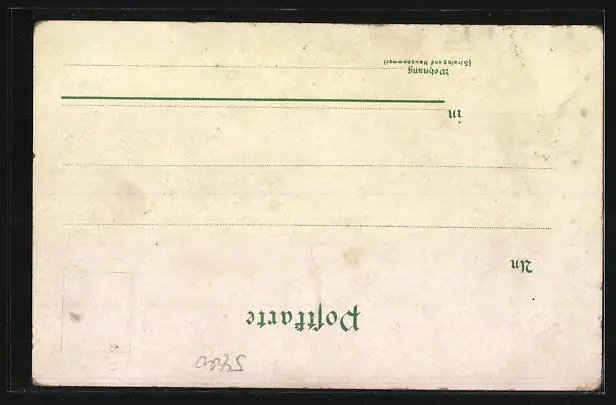 Postkarte
An
in
Wohnung
(Straße und Hausnummer)